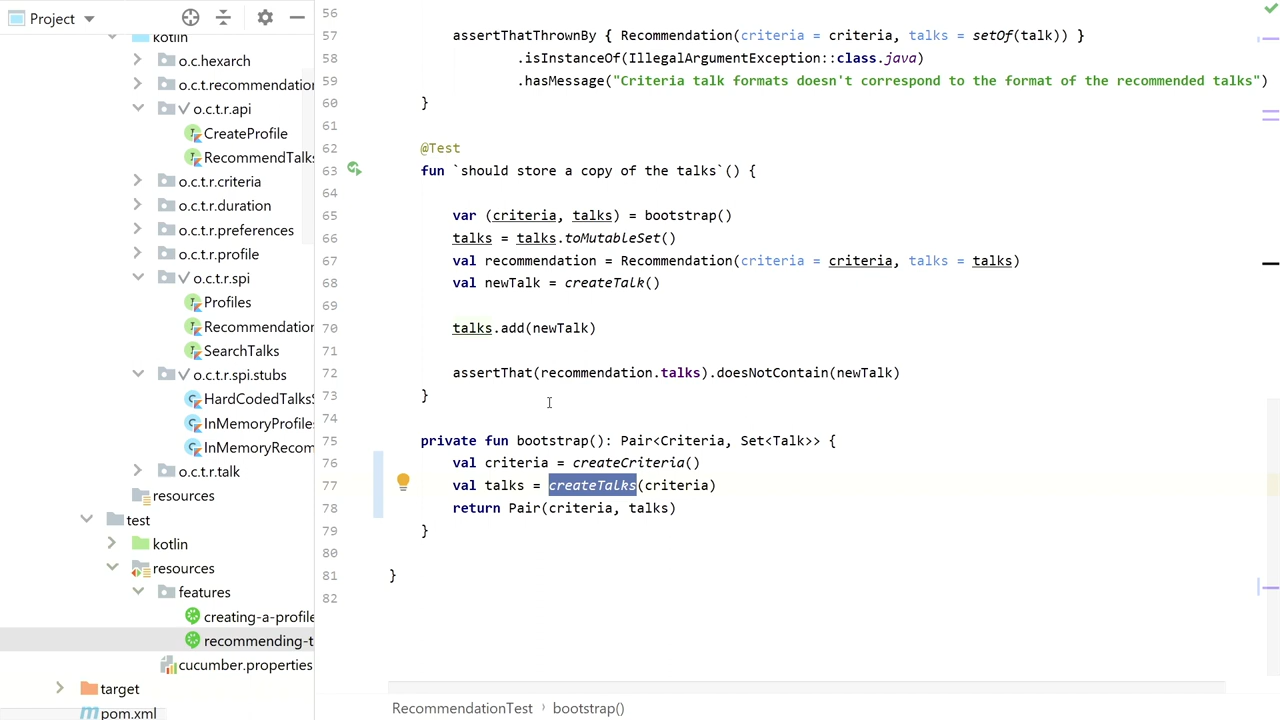 Project
kotlin
o.c.hexarch
o.c.t.recommendation
o.c.t.r.api
CreateProfile
RecommendTalks
o.c.t.r.criteria
o.c.t.r.duration
o.c.t.r.preferences
o.c.t.r.profile
o.c.t.r.spi
Profiles
Recommendation
SearchTalks
o.c.t.r.spi.stubs
HardCodedTalksS
InMemoryProfile
InMemoryRecom
o.c.t.r.talk
resources
test
kotlin
resources
features
creating-a-profile
recommending-t
cucumber.properties
target
pom.xml
56
57 assertThatThrownBy { Recommendation(criteria = criteria, talks = setOf(talk)) }
58 .isInstanceOf(IllegalArgumentException::class.java)
59 .hasMessage("Criteria talk formats doesn't correspond to the format of the recommended talks")
60 }
61
62 @Test
63 fun `should store a copy of the talks`() {
64
65 var (criteria, talks) = bootstrap()
66 talks = talks.toMutableSet()
67 val recommendation = Recommendation(criteria = criteria, talks = talks)
68 val newTalk = createTalk()
69
70 talks.add(newTalk)
71
72 assertThat(recommendation.talks).doesNotContain(newTalk)
73 }
74
75 private fun bootstrap(): Pair<Criteria, Set<Talk>> {
76 val criteria = createCriteria()
77 val talks = createTalks(criteria)
78 return Pair(criteria, talks)
79 }
80
81 }
82
RecommendationTest › bootstrap()